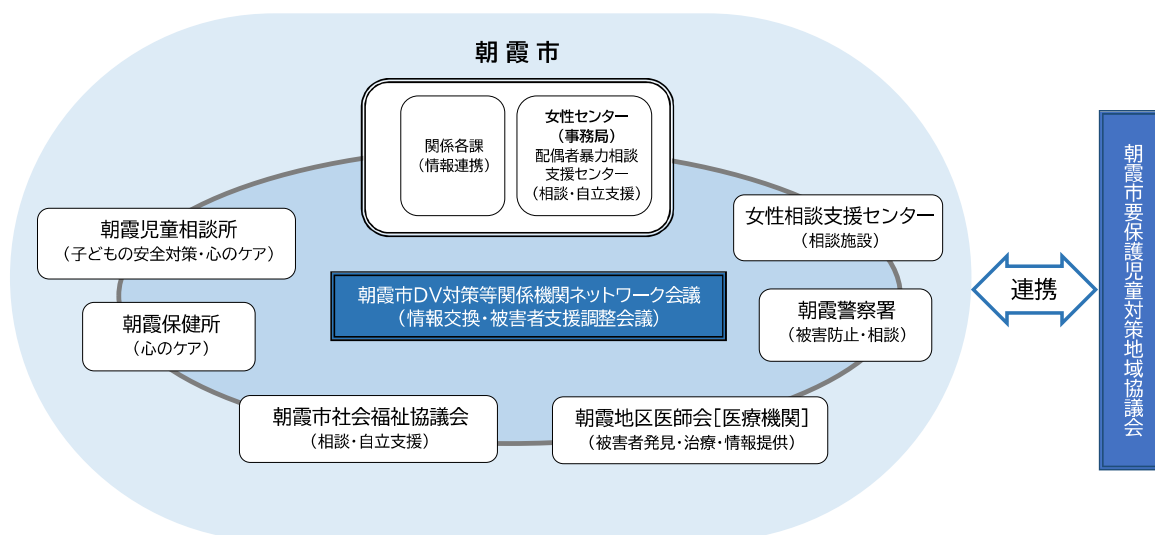 朝霞市
関係各課
（情報連携）
女性センター
（事務局）
配偶者暴力相談
支援センター
（相談・自立支援）
朝霞児童相談所
（子どもの安全対策・心のケア）
女性相談支援センター
（相談施設）
朝霞市DV対策等関係機関ネットワーク会議
（情報交換・被害者支援調整会議）
朝霞保健所
（心のケア）
朝霞警察署
（被害防止・相談）
朝霞市社会福祉協議会
（相談・自立支援）
朝霞地区医師会［医療機関］
（被害者発見・治療・情報提供）
連携
朝霞市要保護児童対策地域協議会